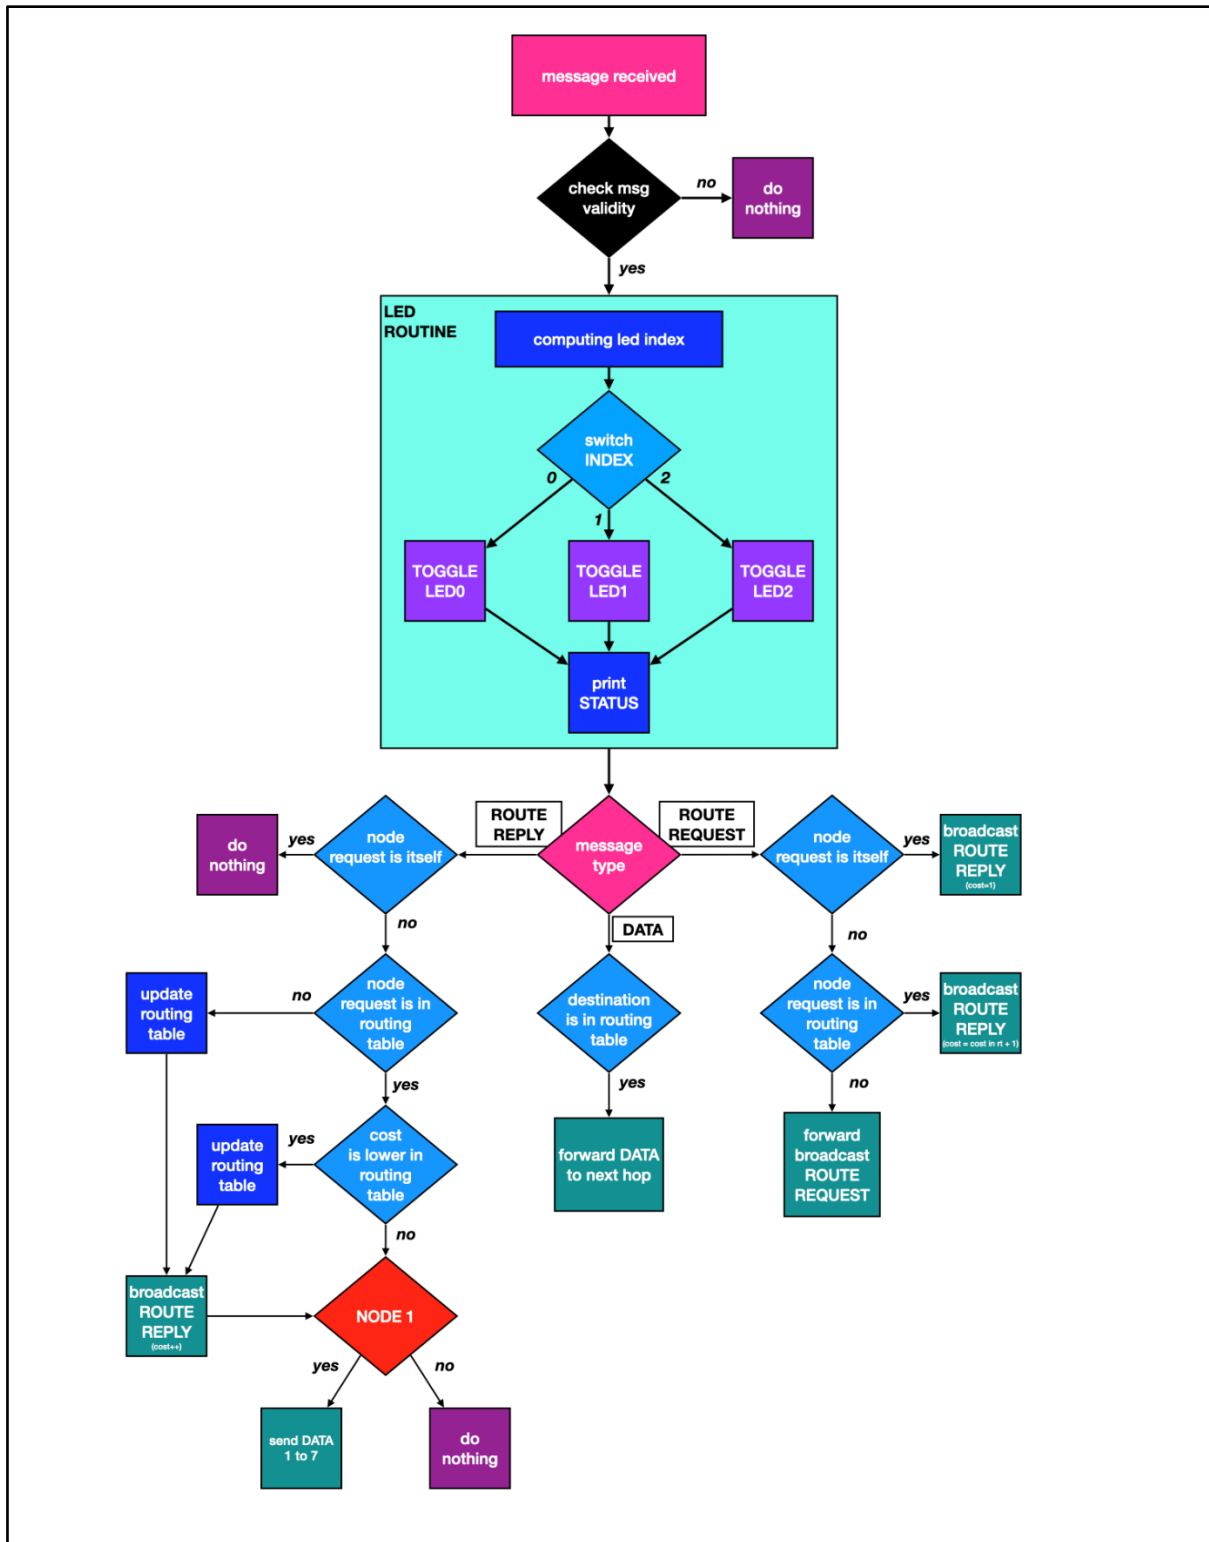 message received
check msg
validity
no
do
nothing
yes
LED
ROUTINE
computing led index
switch
INDEX
0
2
1
TOGGLE
LED0
TOGGLE
LED1
TOGGLE
LED2
print
STATUS
do
nothing
yes
node
request is itself
ROUTE
REPLY
message
type
ROUTE
REQUEST
node
request is itself
yes
broadcast
ROUTE
REPLY
(cost=1)
no
DATA
no
update
routing
table
no
node
request is in
routing
table
destination
is in routing
table
node
request is in
routing
table
yes
broadcast
ROUTE
REPLY
(cost = cost in rt + 1)
yes
yes
no
update
routing
table
yes
cost
is lower in
routing
table
forward DATA
to next hop
forward
broadcast
ROUTE
REQUEST
no
broadcast
ROUTE
REPLY
(cost++)
NODE 1
yes
no
send DATA
1 to 7
do
nothing